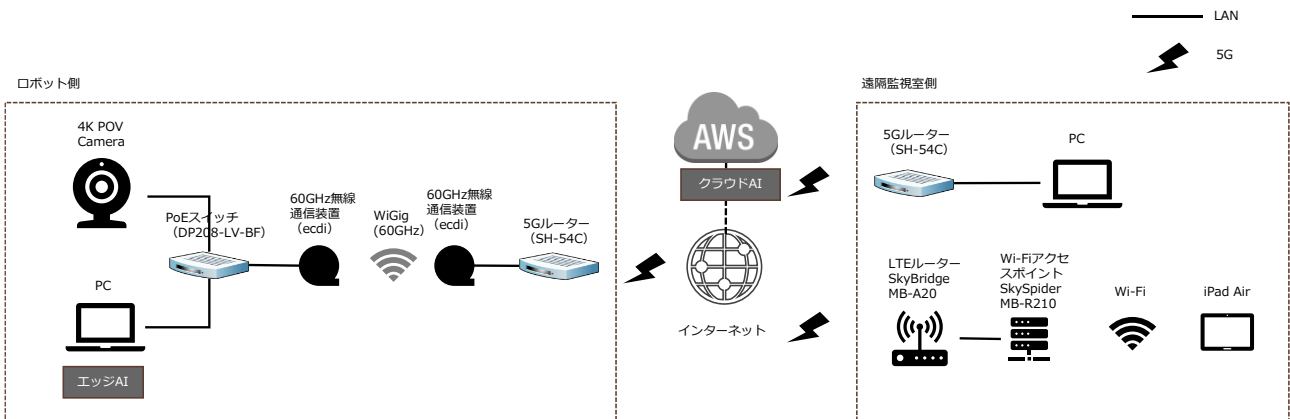 LAN
5G
ロボット側
遠隔監視室側
4K POV
Camera
PoEスイッチ
（DP208-LV-BF）
60GHz無線
通信装置
（ecdi）
WiGig
（60GHz）
60GHz無線
通信装置
（ecdi）
5Gルーター
（SH-54C）
PC
エッジAI
AWS
クラウドAI
インターネット
5Gルーター
（SH-54C）
PC
LTEルーター
SkyBridge
MB-A20
Wi-Fiアクセ
スポイント
SkySpider
MB-R210
Wi-Fi
iPad Air